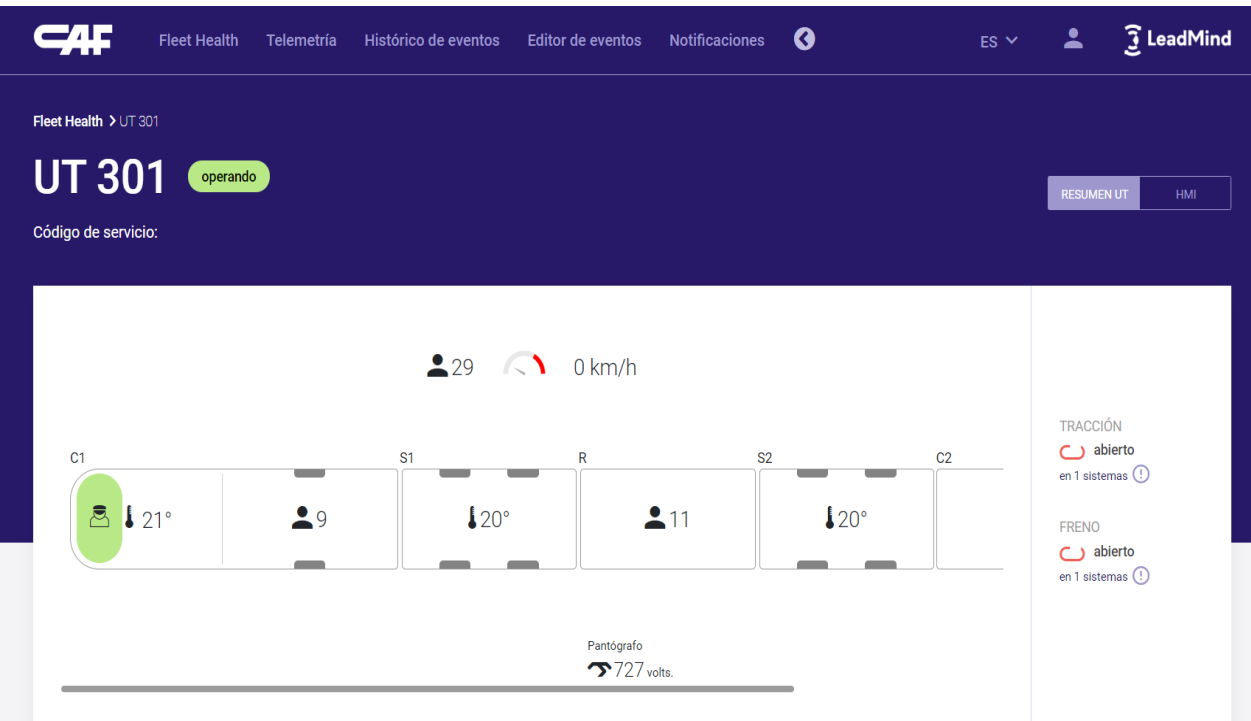 CAF Fleet Health Telemetría Histórico de eventos Editor de eventos Notificaciones ES LeadMind
Fleet Health > UT 301
UT 301 operando
RESUMEN UT HMI
Código de servicio:
29 0 km/h
C1 S1 R S2 C2
21° 9 20° 11 20°
Pantógrafo
727 volts.
TRACCIÓN
abierto
en 1 sistemas
FRENO
abierto
en 1 sistemas